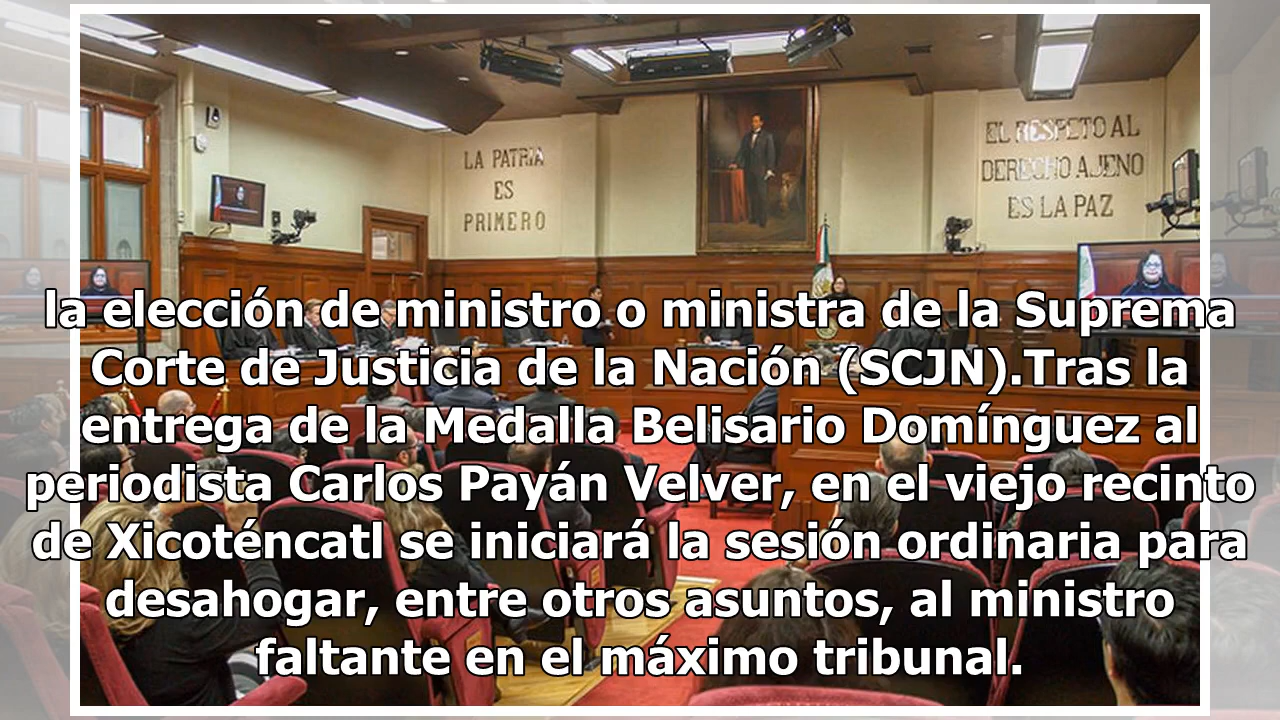 LA PATRIA
ES
PRIMERO
EL RESPETO AL
DERECHO AJENO
ES LA PAZ
la elección de ministro o ministra de la Suprema
Corte de Justicia de la Nación (SCJN).Tras la
entrega de la Medalla Belisario Domínguez al
periodista Carlos Payán Velver, en el viejo recinto
de Xicoténcatl se iniciará la sesión ordinaria para
desahogar, entre otros asuntos, al ministro
faltante en el máximo tribunal.